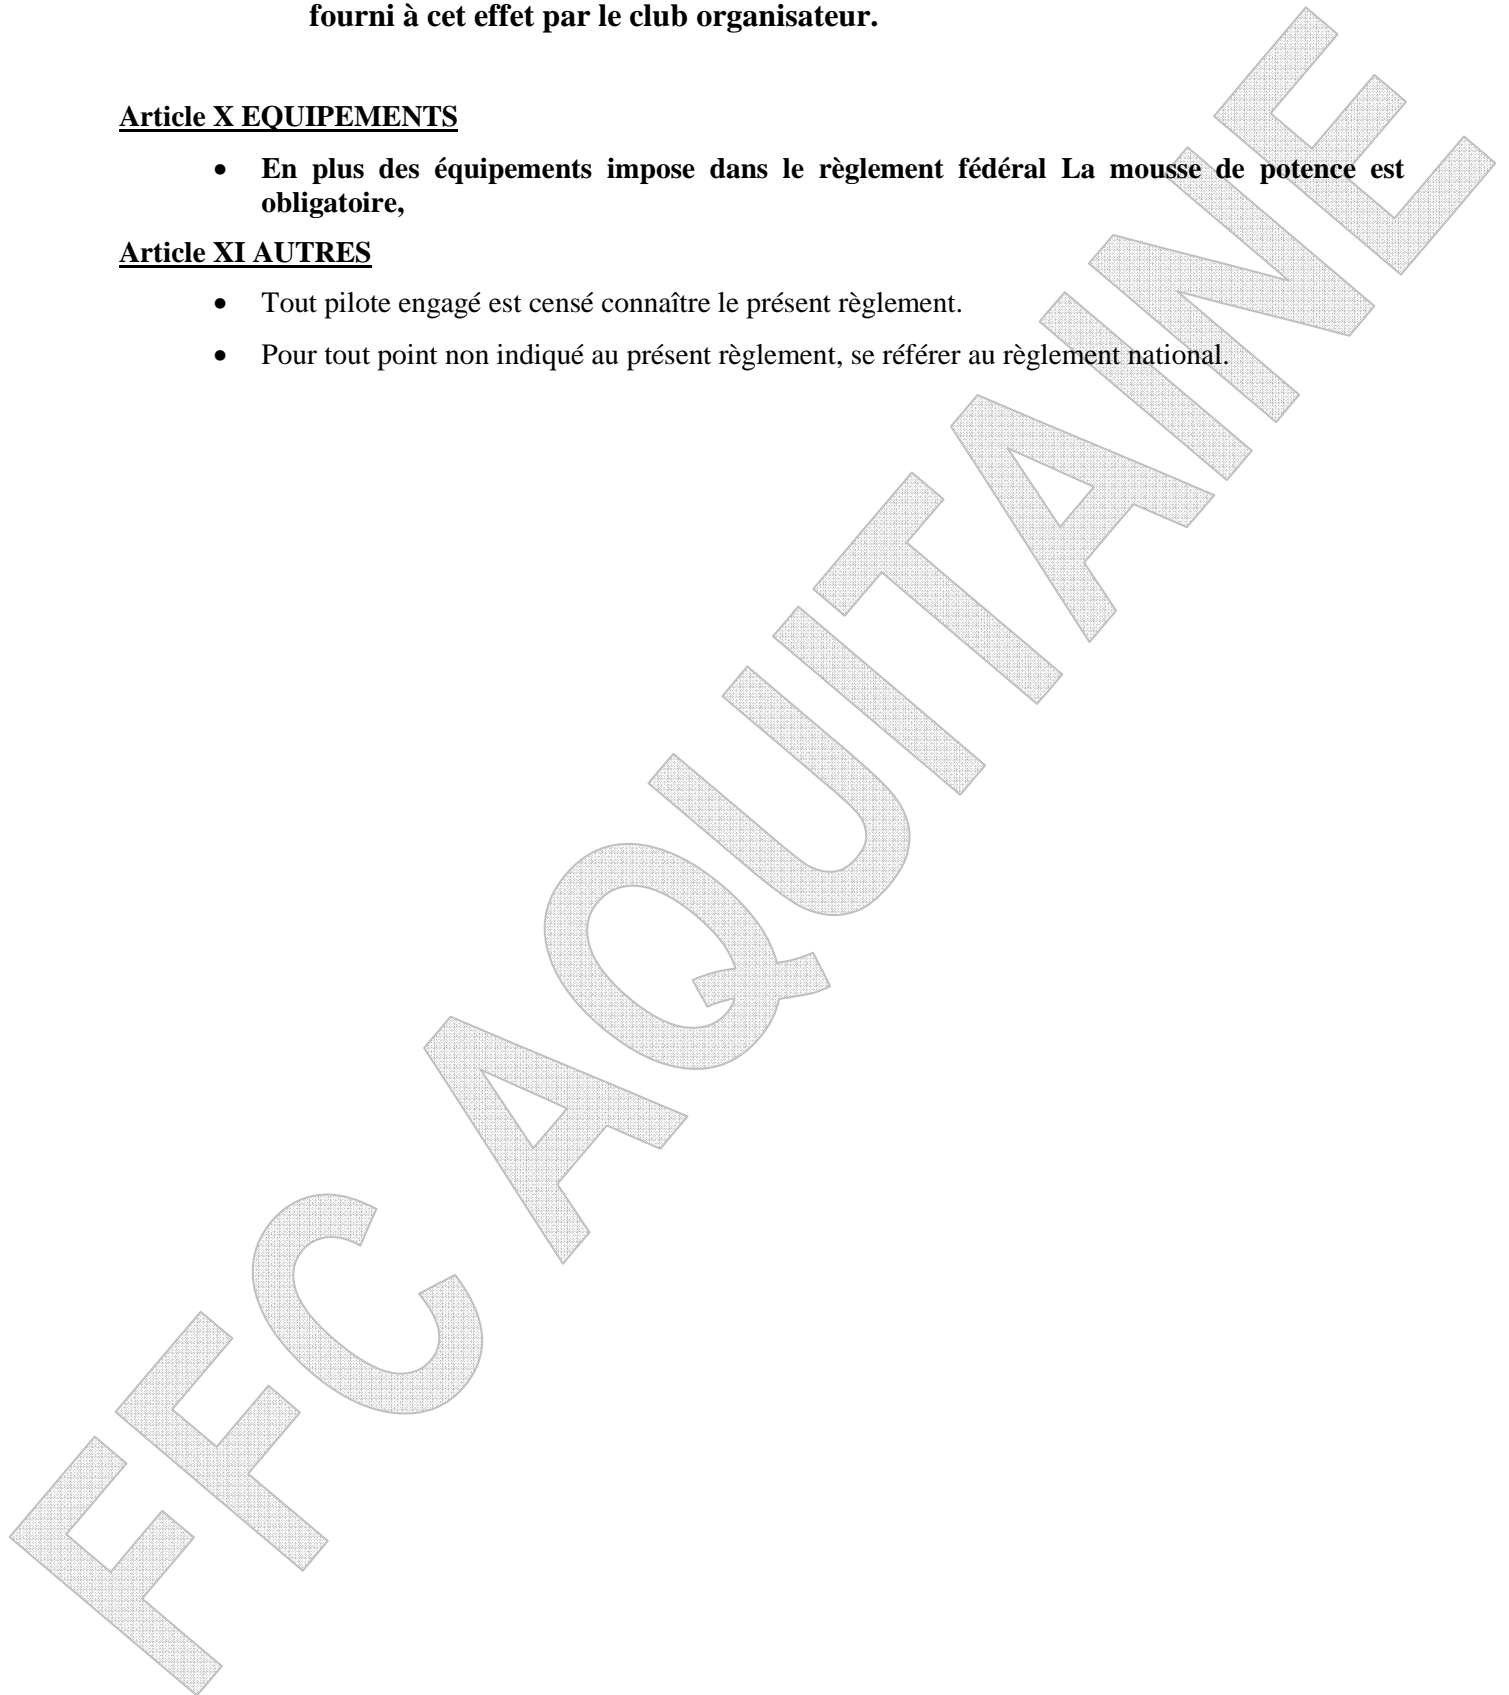 fourni à cet effet par le club organisateur.
Article X EQUIPEMENTS
• En plus des équipements impose dans le règlement fédéral La mousse de potence est
obligatoire,
Article XI AUTRES
• Tout pilote engagé est censé connaître le présent règlement.
• Pour tout point non indiqué au présent règlement, se référer au règlement national.
FFC AQUITAINE